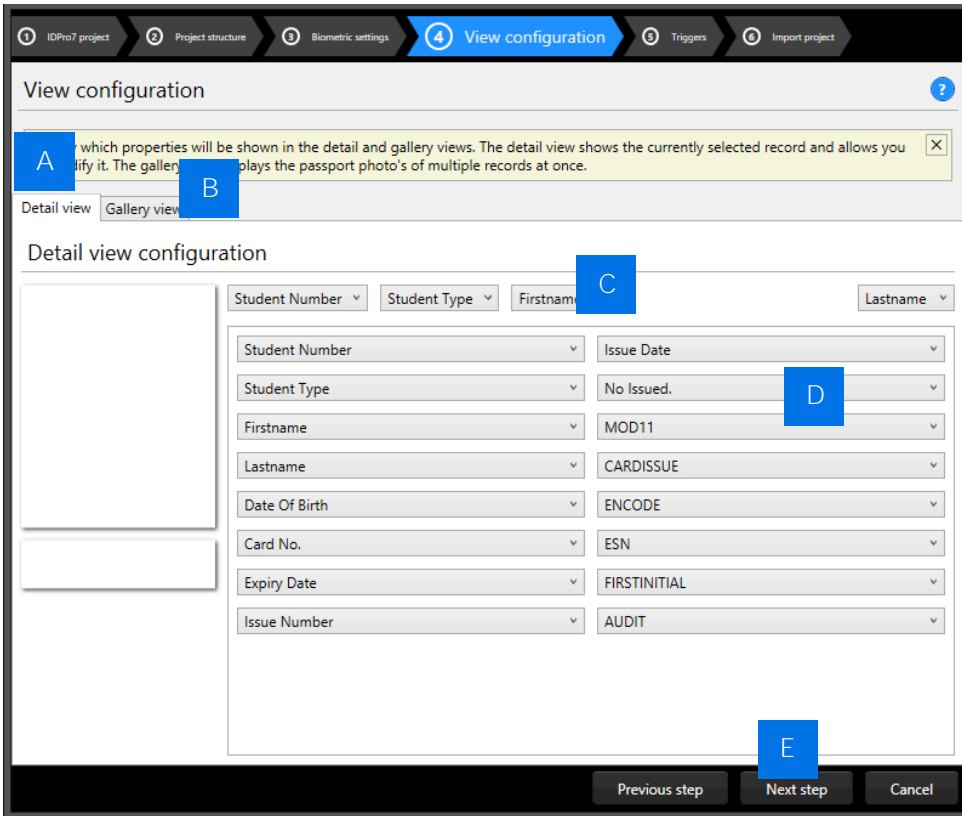 1 IDPro7 project 2 Project structure 3 Biometric settings 4 View configuration 5 Triggers 6 Import project
View configuration ?
which properties will be shown in the detail and gallery views. The detail view shows the currently selected record and allows you
A
dify it. The gallery plays the passport photo's of multiple records at once.
B
Detail view Gallery view
Detail view configuration
C
Student Number Student Type Firstname Lastname
Student Number Issue Date
Student Type No Issued.
D
Firstname MOD11
Lastname CARDISSUE
Date Of Birth ENCODE
Card No. ESN
Expiry Date FIRSTINITIAL
Issue Number AUDIT
E
Previous step Next step Cancel